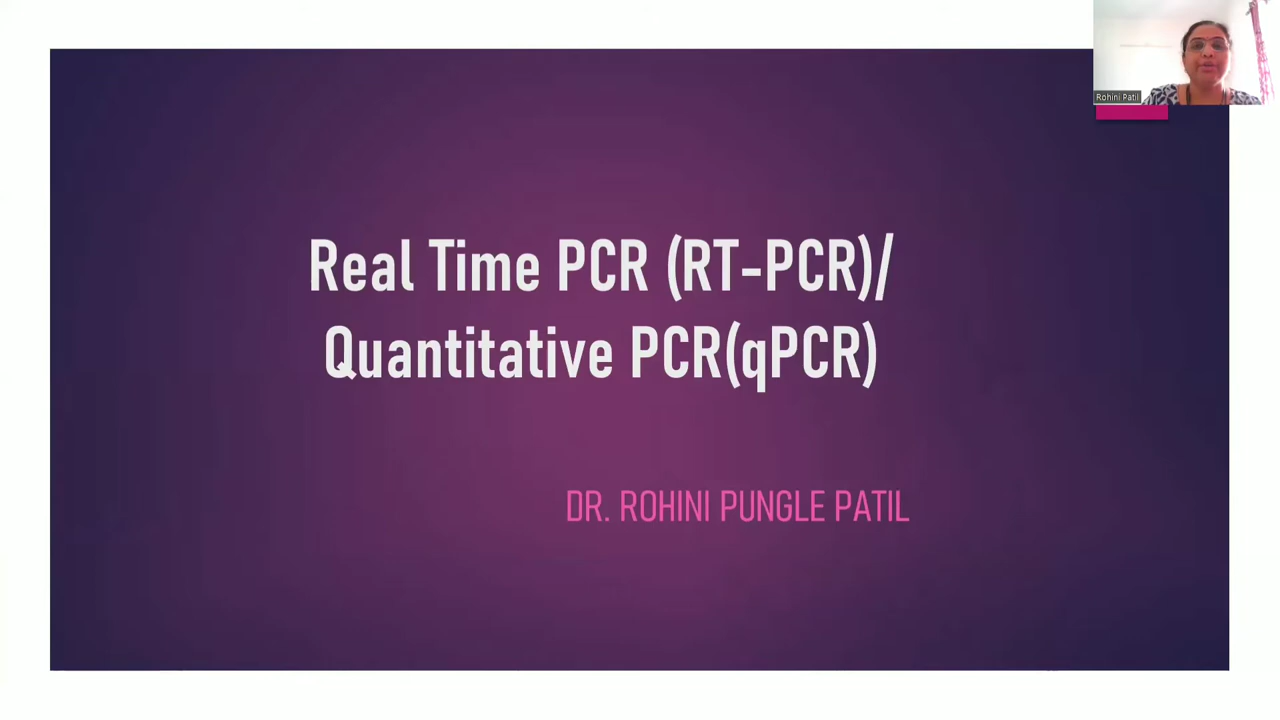 Rohini Patil
Real Time PCR (RT-PCR)/
Quantitative PCR(qPCR)
DR. ROHINI PUNGLE PATIL